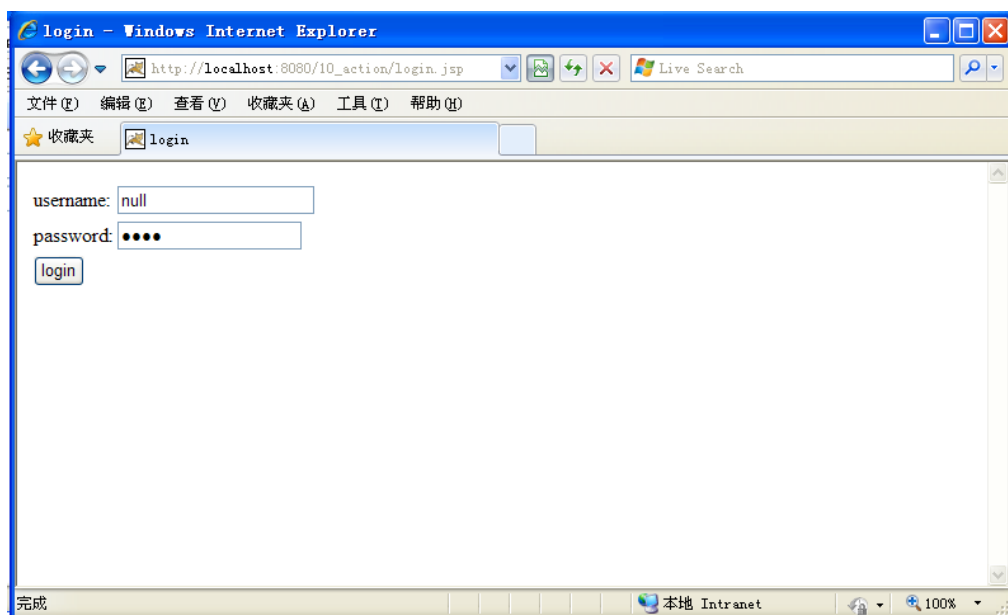 login - Windows Internet Explorer
http://localhost:8080/10_action/login.jsp
Live Search
文件(F) 编辑(E) 查看(V) 收藏夹(A) 工具(T) 帮助(H)
收藏夹 login
username: null
password: ●●●●
login
完成 本地 Intranet 100%